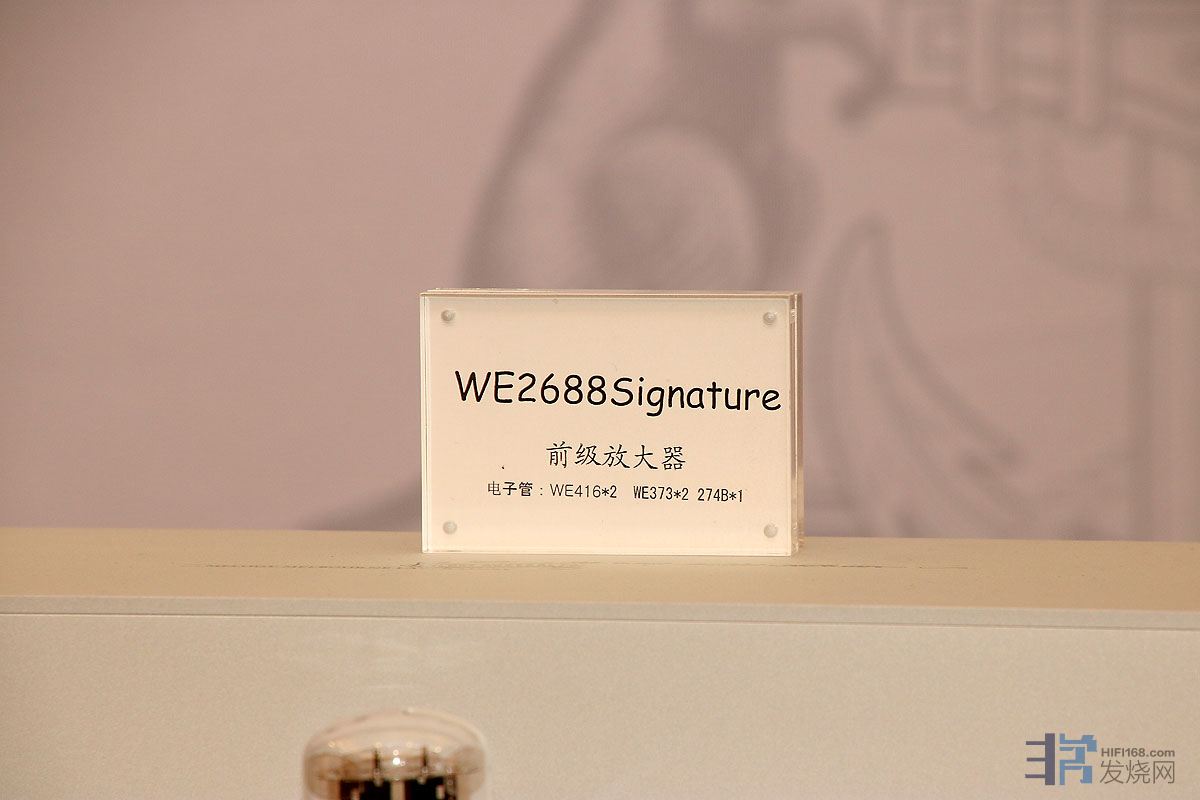 WE2688Signature
前级放大器
电子管：WE416*2 WE373*2 274B*1
HIFI168.com
发烧网